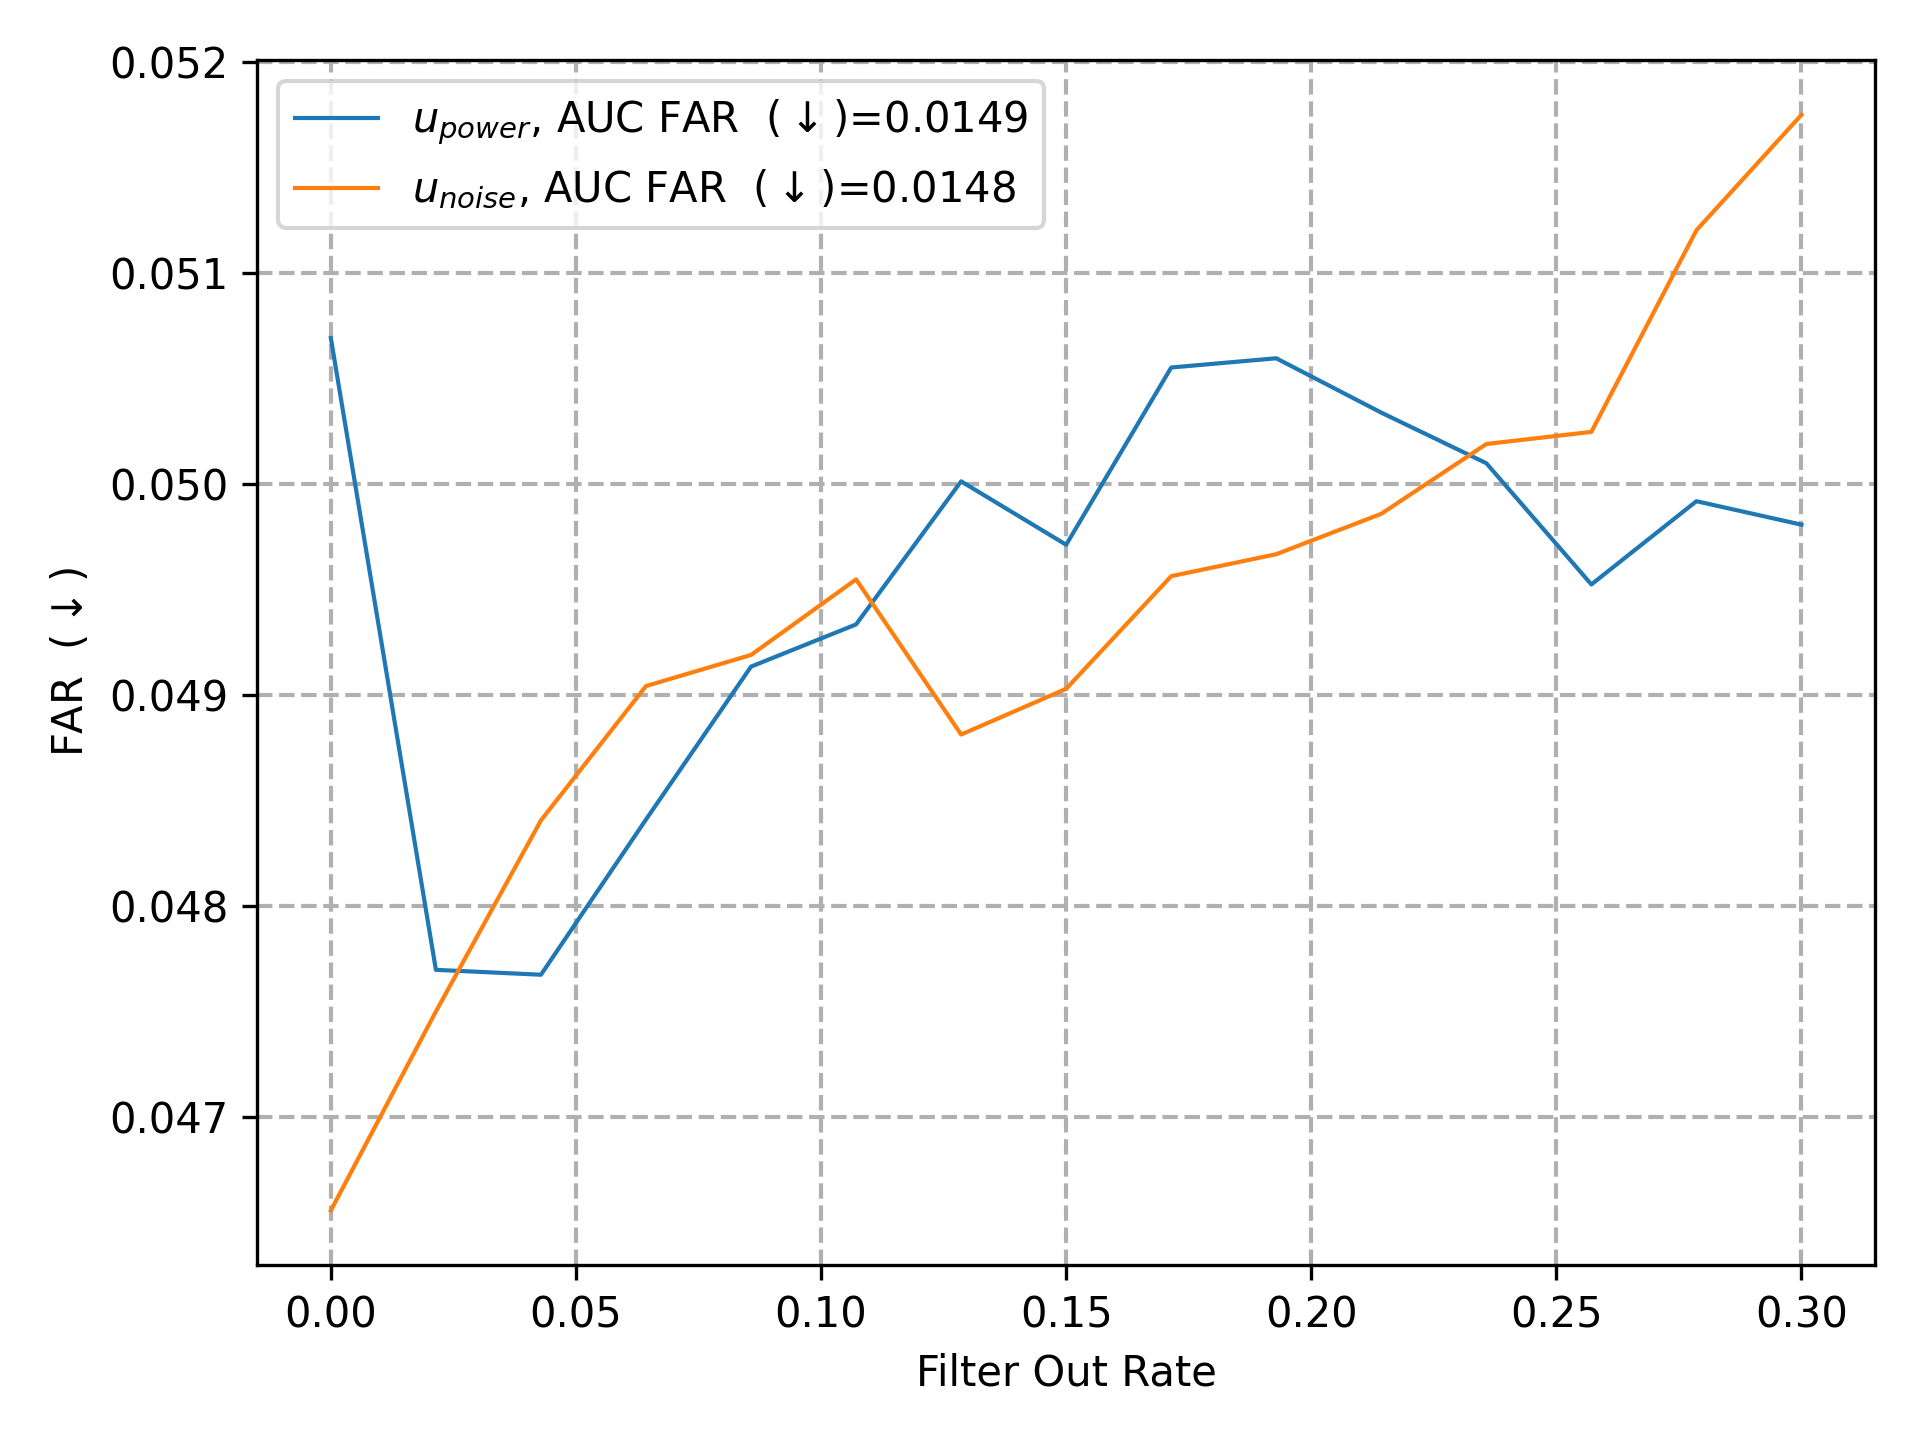 0.052
0.051
0.050
0.049
0.048
0.047
FAR (↓)
u_power, AUC FAR (↓)=0.0149
u_noise, AUC FAR (↓)=0.0148
0.00 0.05 0.10 0.15 0.20 0.25 0.30
Filter Out Rate